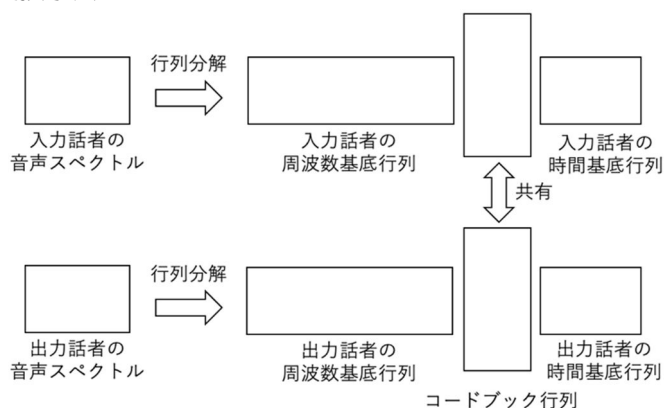 行列分解
入力話者の
音声スペクトル
入力話者の
周波数基底行列
入力話者の
時間基底行列
共有
行列分解
出力話者の
音声スペクトル
出力話者の
周波数基底行列
出力話者の
時間基底行列
コードブック行列